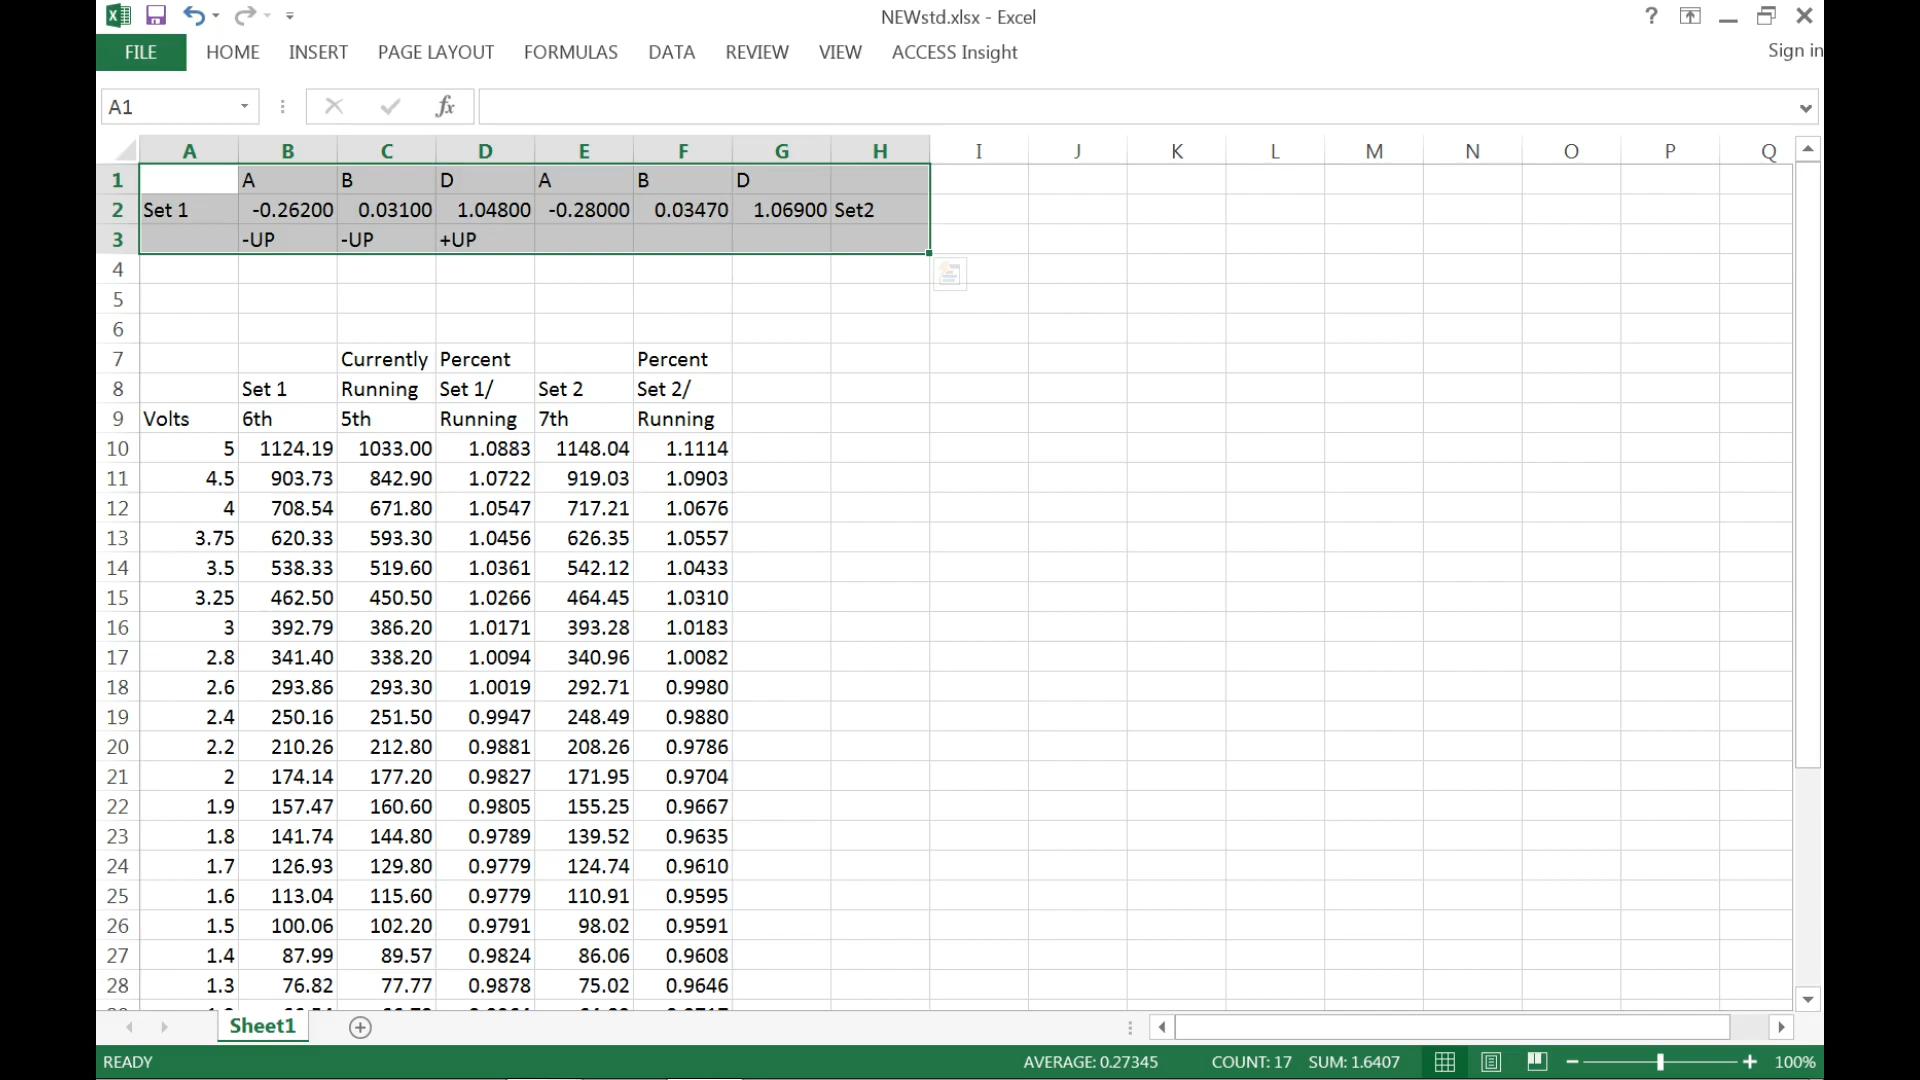 NEWstd.xlsx - Excel
?
FILE HOME INSERT PAGE LAYOUT FORMULAS DATA REVIEW VIEW ACCESS Insight Sign in
A1 fx
A B C D E F G H I J K L M N O P Q
1 A B D A B D
2 Set 1 -0.26200 0.03100 1.04800 -0.28000 0.03470 1.06900 Set2
3 -UP -UP +UP
4
5
6
7 Currently Percent Percent
8 Set 1 Running Set 1/ Set 2 Set 2/
9 Volts 6th 5th Running 7th Running
10 5 1124.19 1033.00 1.0883 1148.04 1.1114
11 4.5 903.73 842.90 1.0722 919.03 1.0903
12 4 708.54 671.80 1.0547 717.21 1.0676
13 3.75 620.33 593.30 1.0456 626.35 1.0557
14 3.5 538.33 519.60 1.0361 542.12 1.0433
15 3.25 462.50 450.50 1.0266 464.45 1.0310
16 3 392.79 386.20 1.0171 393.28 1.0183
17 2.8 341.40 338.20 1.0094 340.96 1.0082
18 2.6 293.86 293.30 1.0019 292.71 0.9980
19 2.4 250.16 251.50 0.9947 248.49 0.9880
20 2.2 210.26 212.80 0.9881 208.26 0.9786
21 2 174.14 177.20 0.9827 171.95 0.9704
22 1.9 157.47 160.60 0.9805 155.25 0.9667
23 1.8 141.74 144.80 0.9789 139.52 0.9635
24 1.7 126.93 129.80 0.9779 124.74 0.9610
25 1.6 113.04 115.60 0.9779 110.91 0.9595
26 1.5 100.06 102.20 0.9791 98.02 0.9591
27 1.4 87.99 89.57 0.9824 86.06 0.9608
28 1.3 76.82 77.77 0.9878 75.02 0.9646
Sheet1
READY AVERAGE: 0.27345 COUNT: 17 SUM: 1.6407 100%